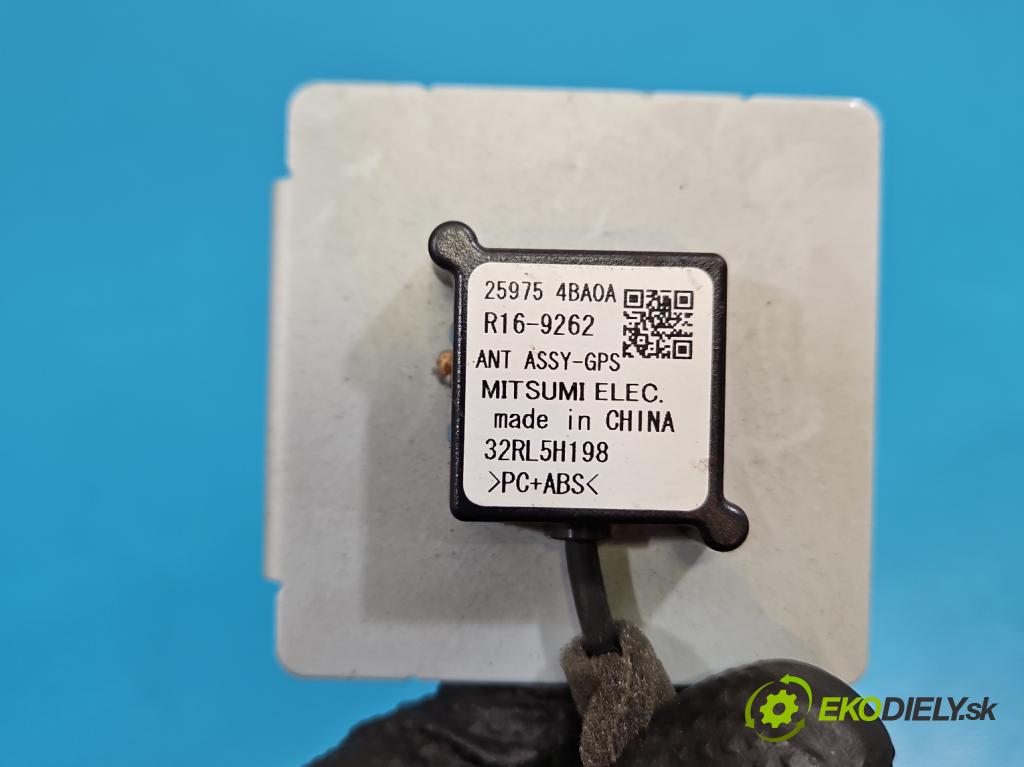 25975 4BA0A
R16-9262
ANT ASSY-GPS
MITSUMI ELEC.
made in CHINA
32RL5H198
>PC+ABS<
EKODIELY.sk